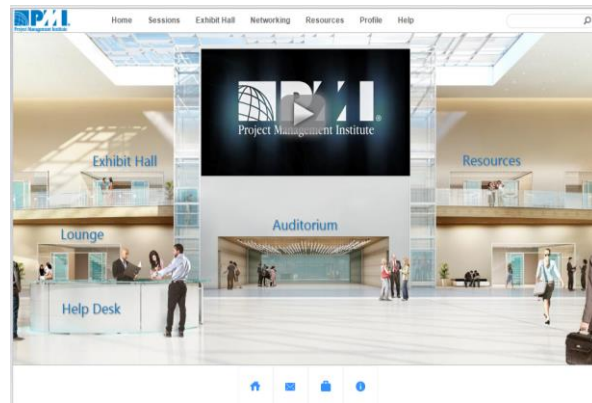 PMI.
Project Management Institute
Home Sessions Exhibit Hall Networking Resources Profile Help
PMI.
Project Management Institute
Exhibit Hall
Resources
Lounge
Auditorium
Help Desk